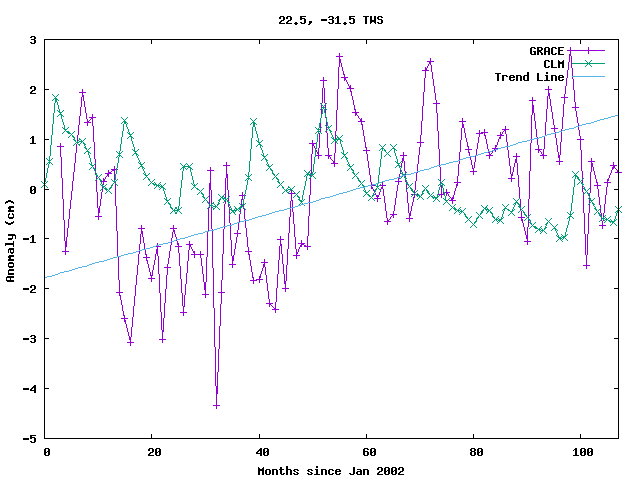 22.5, -31.5 TWS
GRACE
CLM
Trend Line
3
2
1
0
-1
-2
-3
-4
-5
Anomaly (cm)
0 20 40 60 80 100
Months since Jan 2002